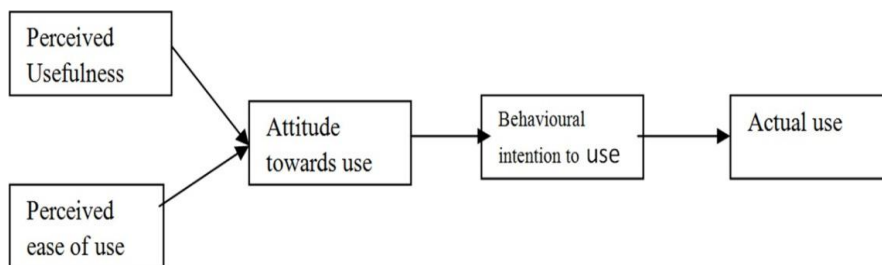 Perceived
Usefulness
Perceived
ease of use
Attitude
towards use
Behavioural
intention to use
Actual use